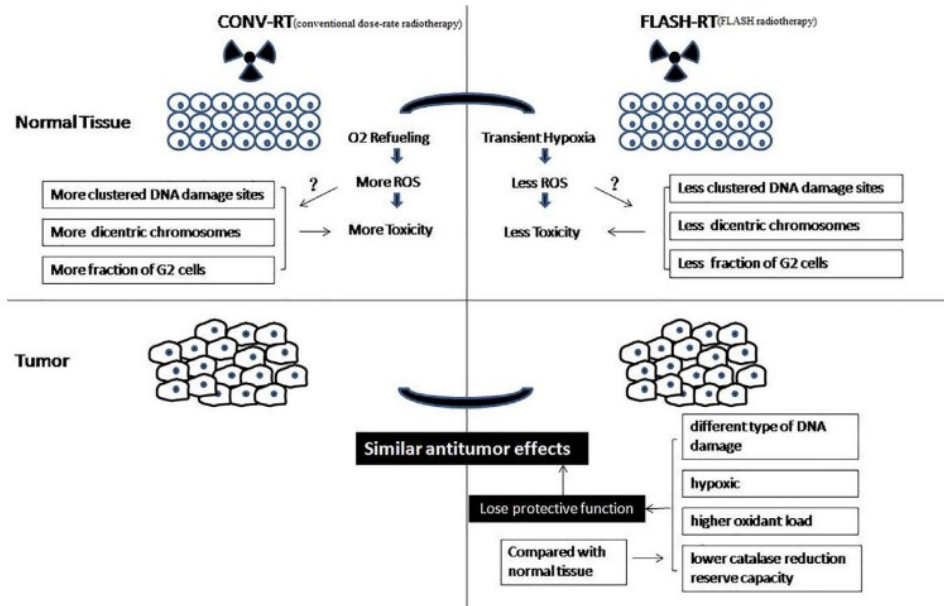 CONV-RT(conventional dose-rate radiotherapy)
FLASH-RT(FLASH radiotherapy)
Normal Tissue
O2 Refueling
Transient Hypoxia
More ROS
Less ROS
?
?
More Toxicity
Less Toxicity
More clustered DNA damage sites
More dicentric chromosomes
More fraction of G2 cells
Less clustered DNA damage sites
Less dicentric chromosomes
Less fraction of G2 cells
Tumor
Similar antitumor effects
Lose protective function
Compared with
normal tissue
different type of DNA
damage
hypoxic
higher oxidant load
lower catalase reduction
reserve capacity